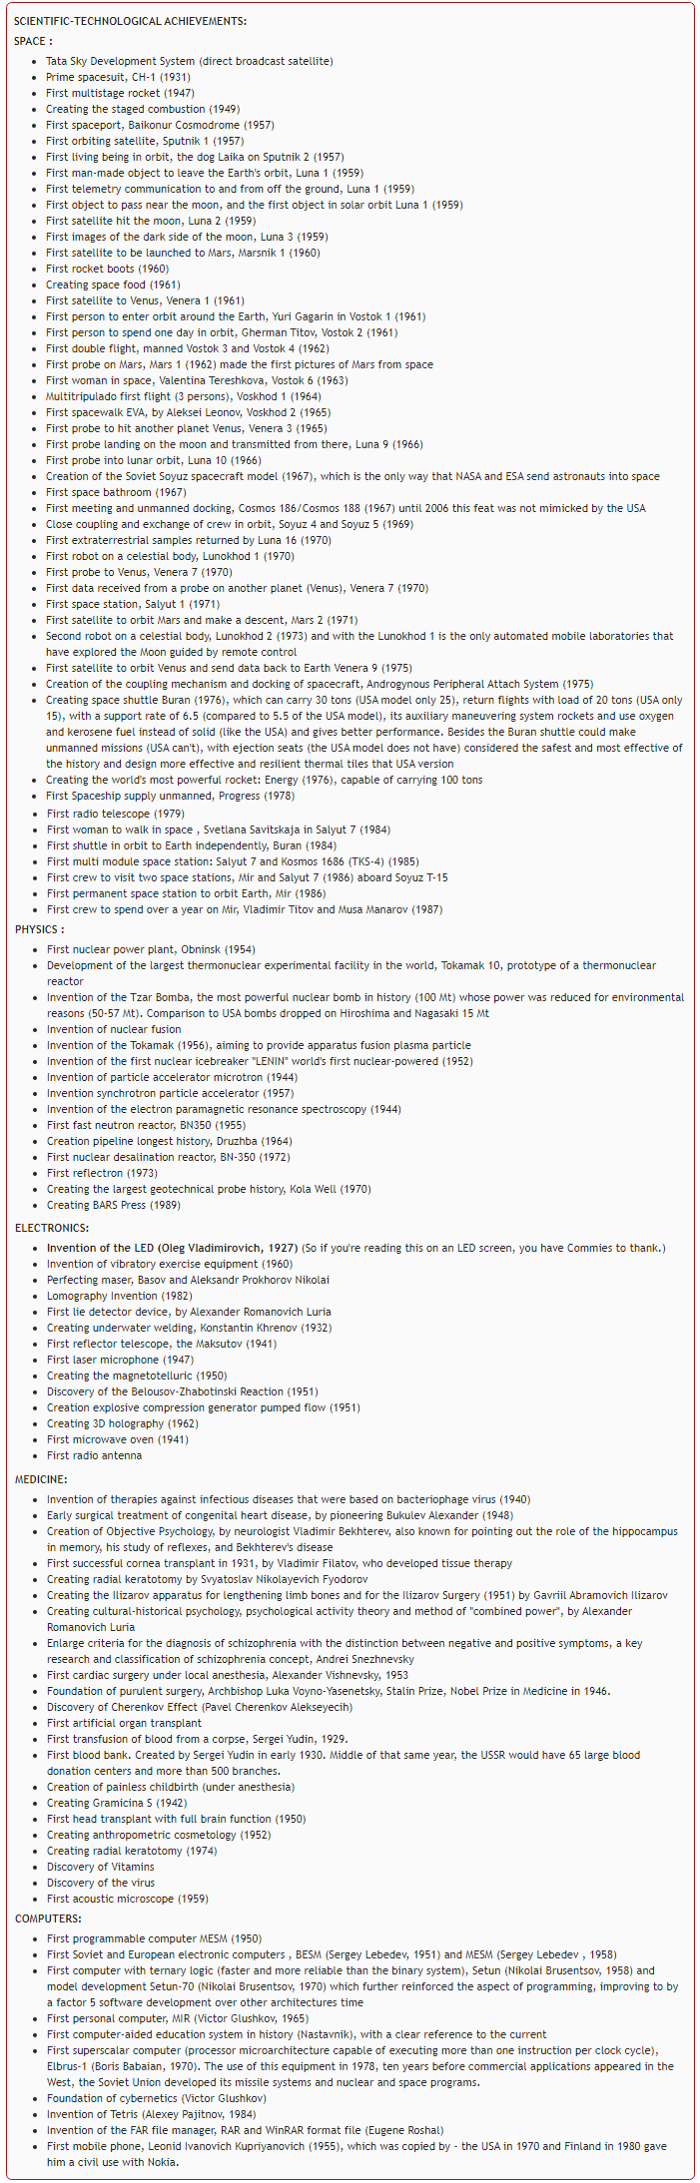 SCIENTIFIC-TECHNOLOGICAL ACHIEVEMENTS:
SPACE :
Tata Sky Development System (direct broadcast satellite)
Prime spacesuit, CH-1 (1931)
First multistage rocket (1947)
Creating the staged combustion (1949)
First spaceport, Baikonur Cosmodrome (1957)
First orbiting satellite, Sputnik 1 (1957)
First living being in orbit, the dog Laika on Sputnik 2 (1957)
First man-made object to leave the Earth's orbit, Luna 1 (1959)
First telemetry communication to and from off the ground, Luna 1 (1959)
First object to pass near the moon, and the first object in solar orbit Luna 1 (1959)
First satellite hit the moon, Luna 2 (1959)
First images of the dark side of the moon, Luna 3 (1959)
First satellite to be launched to Mars, Marsnik 1 (1960)
First rocket boots (1960)
Creating space food (1961)
First satellite to Venus, Venera 1 (1961)
First person to enter orbit around the Earth, Yuri Gagarin in Vostok 1 (1961)
First person to spend one day in orbit, Gherman Titov, Vostok 2 (1961)
First double flight, manned Vostok 3 and Vostok 4 (1962)
First probe on Mars, Mars 1 (1962) made the first pictures of Mars from space
First woman in space, Valentina Tereshkova, Vostok 6 (1963)
Multitripulado first flight (3 persons), Voskhod 1 (1964)
First spacewalk EVA, by Aleksei Leonov, Voskhod 2 (1965)
First probe to hit another planet Venus, Venera 3 (1965)
First probe landing on the moon and transmitted from there, Luna 9 (1966)
First probe into lunar orbit, Luna 10 (1966)
Creation of the Soviet Soyuz spacecraft model (1967), which is the only way that NASA and ESA send astronauts into space
First space bathroom (1967)
First meeting and unmanned docking, Cosmos 186/Cosmos 188 (1967) until 2006 this feat was not mimicked by the USA
Close coupling and exchange of crew in orbit, Soyuz 4 and Soyuz 5 (1969)
First extraterrestrial samples returned by Luna 16 (1970)
First robot on a celestial body, Lunokhod 1 (1970)
First probe to Venus, Venera 7 (1970)
First data received from a probe on another planet (Venus), Venera 7 (1970)
First space station, Salyut 1 (1971)
First satellite to orbit Mars and make a descent, Mars 2 (1971)
Second robot on a celestial body, Lunokhod 2 (1973) and with the Lunokhod 1 is the only automated mobile laboratories that
have explored the Moon guided by remote control
First satellite to orbit Venus and send data back to Earth Venera 9 (1975)
Creation of the coupling mechanism and docking of spacecraft, Androgynous Peripheral Attach System (1975)
Creating space shuttle Buran (1976), which can carry 30 tons (USA model only 25), return flights with load of 20 tons (USA only
15), with a support rate of 6.5 (compared to 5.5 of the USA model), its auxiliary maneuvering system rockets and use oxygen
and kerosene fuel instead of solid (like the USA) and gives better performance. Besides the Buran shuttle could make
unmanned missions (USA can't), with ejection seats (the USA model does not have) considered the safest and most effective of
the history and design more effective and resilient thermal tiles that USA version
Creating the world's most powerful rocket: Energy (1976), capable of carrying 100 tons
First Spaceship supply unmanned, Progress (1978)
First radio telescope (1979)
First woman to walk in space , Svetlana Savitskaja in Salyut 7 (1984)
First shuttle in orbit to Earth independently, Buran (1984)
First multi module space station: Salyut 7 and Kosmos 1686 (TKS-4) (1985)
First crew to visit two space stations, Mir and Salyut 7 (1986) aboard Soyuz T-15
First permanent space station to orbit Earth, Mir (1986)
First crew to spend over a year on Mir, Vladimir Titov and Musa Manarov (1987)
PHYSICS :
First nuclear power plant, Obninsk (1954)
Development of the largest thermonuclear experimental facility in the world, Tokamak 10, prototype of a thermonuclear
reactor
Invention of the Tzar Bomba, the most powerful nuclear bomb in history (100 Mt) whose power was reduced for environmental
reasons (50-57 Mt). Comparison to USA bombs dropped on Hiroshima and Nagasaki 15 Mt
Invention of nuclear fusion
Invention of the Tokamak (1956), aiming to provide apparatus fusion plasma particle
Invention of the first nuclear icebreaker "LENIN" world's first nuclear-powered (1952)
Invention of particle accelerator microtron (1944)
Invention synchrotron particle accelerator (1957)
Invention of the electron paramagnetic resonance spectroscopy (1944)
First fast neutron reactor, BN350 (1955)
Creation pipeline longest history, Druzhba (1964)
First nuclear desalination reactor, BN-350 (1972)
First reflectron (1973)
Creating the largest geotechnical probe history, Kola Well (1970)
Creating BARS Press (1989)
ELECTRONICS:
Invention of the LED (Oleg Vladimirovich, 1927) (So if you're reading this on an LED screen, you have Commies to thank.)
Invention of vibratory exercise equipment (1960)
Perfecting maser, Basov and Aleksandr Prokhorov Nikolai
Lomography Invention (1982)
First lie detector device, by Alexander Romanovich Luria
Creating underwater welding, Konstantin Khrenov (1932)
First reflector telescope, the Maksutov (1941)
First laser microphone (1947)
Creating the magnetotelluric (1950)
Discovery of the Belousov-Zhabotinski Reaction (1951)
Creation explosive compression generator pumped flow (1951)
Creating 3D holography (1962)
First microwave oven (1941)
First radio antenna
MEDICINE:
Invention of therapies against infectious diseases that were based on bacteriophage virus (1940)
Early surgical treatment of congenital heart disease, by pioneering Bukulev Alexander (1948)
Creation of Objective Psychology, by neurologist Vladimir Bekhterev, also known for pointing out the role of the hippocampus
in memory, his study of reflexes, and Bekhterev's disease
First successful cornea transplant in 1931, by Vladimir Filatov, who developed tissue therapy
Creating radial keratotomy by Svyatoslav Nikolayevich Fyodorov
Creating the Ilizarov apparatus for lengthening limb bones and for the Ilizarov Surgery (1951) by Gavriil Abramovich Ilizarov
Creating cultural-historical psychology, psychological activity theory and method of "combined power", by Alexander
Romanovich Luria
Enlarge criteria for the diagnosis of schizophrenia with the distinction between negative and positive symptoms, a key
research and classification of schizophrenia concept, Andrei Snezhnevsky
First cardiac surgery under local anesthesia, Alexander Vishnevsky, 1953
Foundation of purulent surgery, Archbishop Luka Voyno-Yasenetsky, Stalin Prize, Nobel Prize in Medicine in 1946.
Discovery of Cherenkov Effect (Pavel Cherenkov Alekseyecih)
First artificial organ transplant
First transfusion of blood from a corpse, Sergei Yudin, 1929.
First blood bank. Created by Sergei Yudin in early 1930. Middle of that same year, the USSR would have 65 large blood
donation centers and more than 500 branches.
Creation of painless childbirth (under anesthesia)
Creating Gramicina S (1942)
First head transplant with full brain function (1950)
Creating anthropometric cosmetology (1952)
Creating radial keratotomy (1974)
Discovery of Vitamins
Discovery of the virus
First acoustic microscope (1959)
COMPUTERS:
First programmable computer MESM (1950)
First Soviet and European electronic computers , BESM (Sergey Lebedev, 1951) and MESM (Sergey Lebedev , 1958)
First computer with ternary logic (faster and more reliable than the binary system), Setun (Nikolai Brusentsov, 1958) and
model development Setun-70 (Nikolai Brusentsov, 1970) which further reinforced the aspect of programming, improving to by
a factor 5 software development over other architectures time
First personal computer, MIR (Victor Glushkov, 1965)
First computer-aided education system in history (Nastavnik), with a clear reference to the current
First superscalar computer (processor microarchitecture capable of executing more than one instruction per clock cycle),
Elbrus-1 (Boris Babaian, 1970). The use of this equipment in 1978, ten years before commercial applications appeared in the
West, the Soviet Union developed its missile systems and nuclear and space programs.
Foundation of cybernetics (Victor Glushkov)
Invention of Tetris (Alexey Pajitnov, 1984)
Invention of the FAR file manager, RAR and WinRAR format file (Eugene Roshal)
First mobile phone, Leonid Ivanovich Kupriyanovich (1955), which was copied by - the USA in 1970 and Finland in 1980 gave
him a civil use with Nokia.